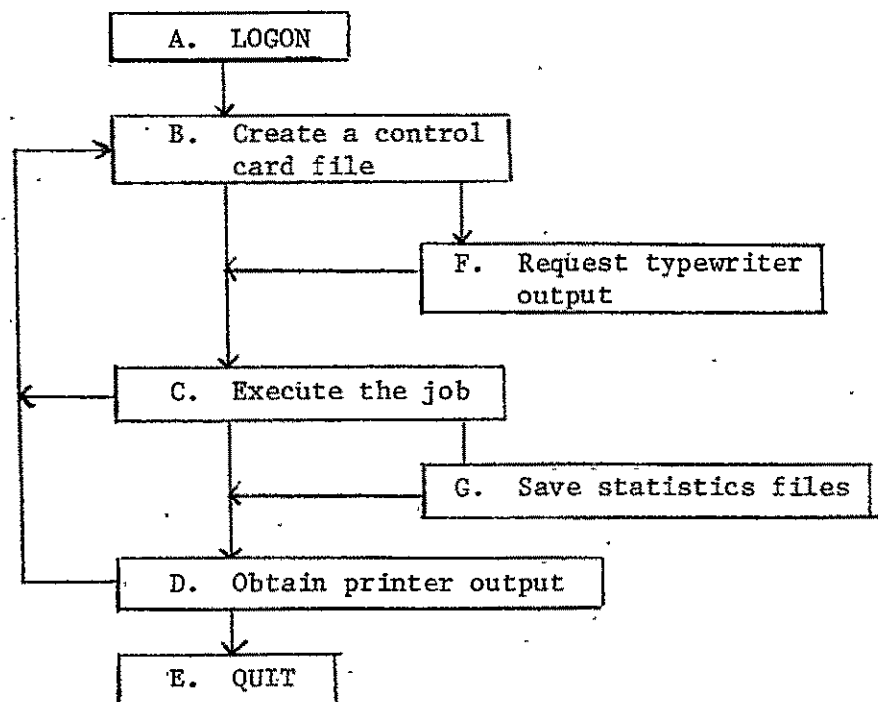 A. LOGON
B. Create a control
card file
F. Request typewriter
output
C. Execute the job
G. Save statistics files
D. Obtain printer output
E. QUIT